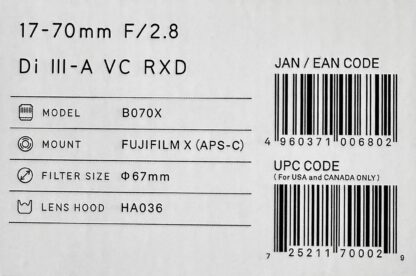 17-70mm F/2.8
Di III-A VC RXD
MODEL B070X
MOUNT FUJIFILM X (APS-C)
FILTER SIZE Φ67mm
LENS HOOD HA036
JAN / EAN CODE
4 960371 006802
UPC CODE
(For USA and CANADA ONLY)
7 25211 70002 9